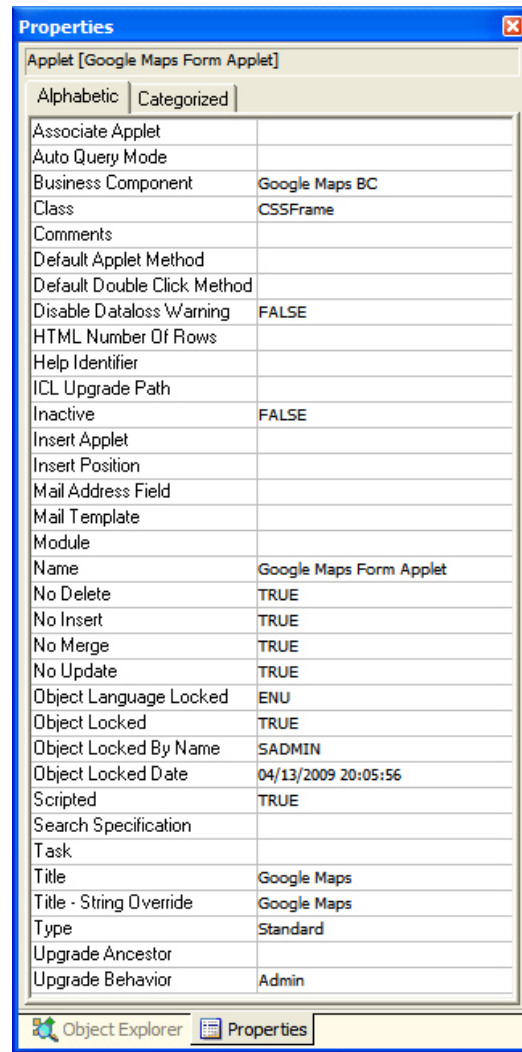 Properties
Applet [Google Maps Form Applet]
Alphabetic Categorized
Associate Applet
Auto Query Mode
Business Component Google Maps BC
Class CSSFrame
Comments
Default Applet Method
Default Double Click Method
Disable Dataloss Warning FALSE
HTML Number Of Rows
Help Identifier
ICL Upgrade Path
Inactive FALSE
Insert Applet
Insert Position
Mail Address Field
Mail Template
Module
Name Google Maps Form Applet
No Delete TRUE
No Insert TRUE
No Merge TRUE
No Update TRUE
Object Language Locked ENU
Object Locked TRUE
Object Locked By Name SADMIN
Object Locked Date 04/13/2009 20:05:56
Scripted TRUE
Search Specification
Task
Title Google Maps
Title - String Override Google Maps
Type Standard
Upgrade Ancestor
Upgrade Behavior Admin
Object Explorer Properties